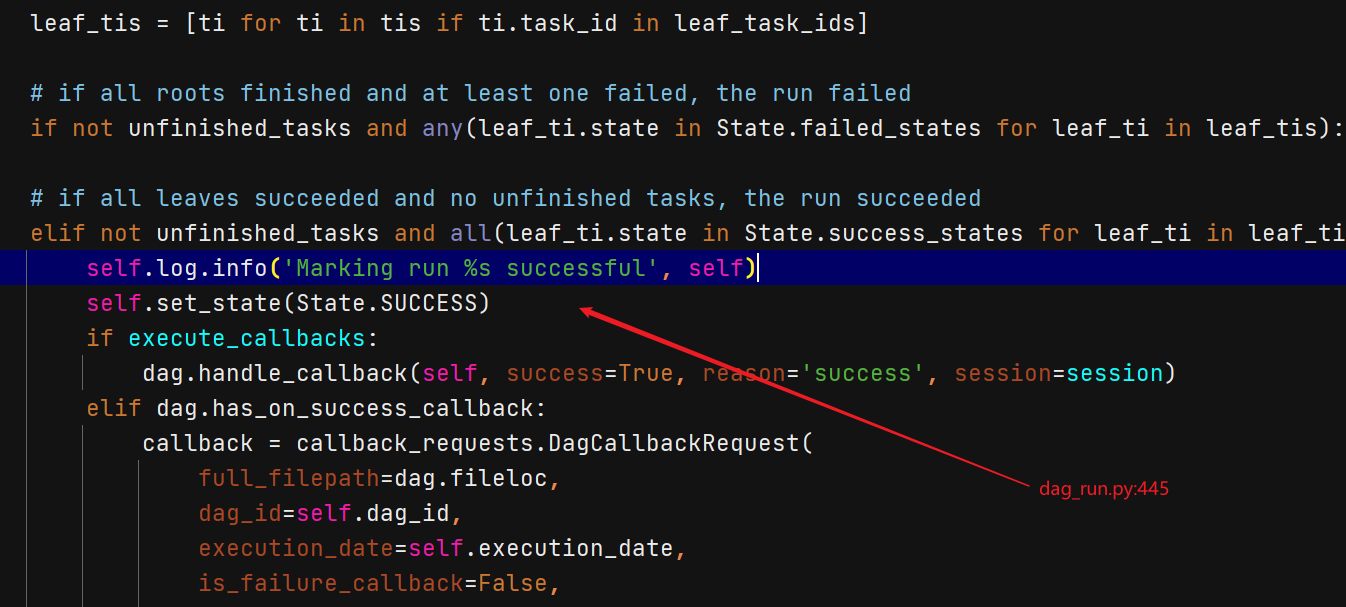 leaf_tis = [ti for ti in tis if ti.task_id in leaf_task_ids]
# if all roots finished and at least one failed, the run failed
if not unfinished_tasks and any(leaf_ti.state in State.failed_states for leaf_ti in leaf_tis):
# if all leaves succeeded and no unfinished tasks, the run succeeded
elif not unfinished_tasks and all(leaf_ti.state in State.success_states for leaf_ti in leaf_ti
self.log.info('Marking run %s successful', self)
self.set_state(State.SUCCESS)
if execute_callbacks:
dag.handle_callback(self, success=True, reason='success', session=session)
elif dag.has_on_success_callback:
callback = callback_requests.DagCallbackRequest(
full_filepath=dag.fileloc,
dag_id=self.dag_id,
dag_run.py:445
execution_date=self.execution_date,
is_failure_callback=False,